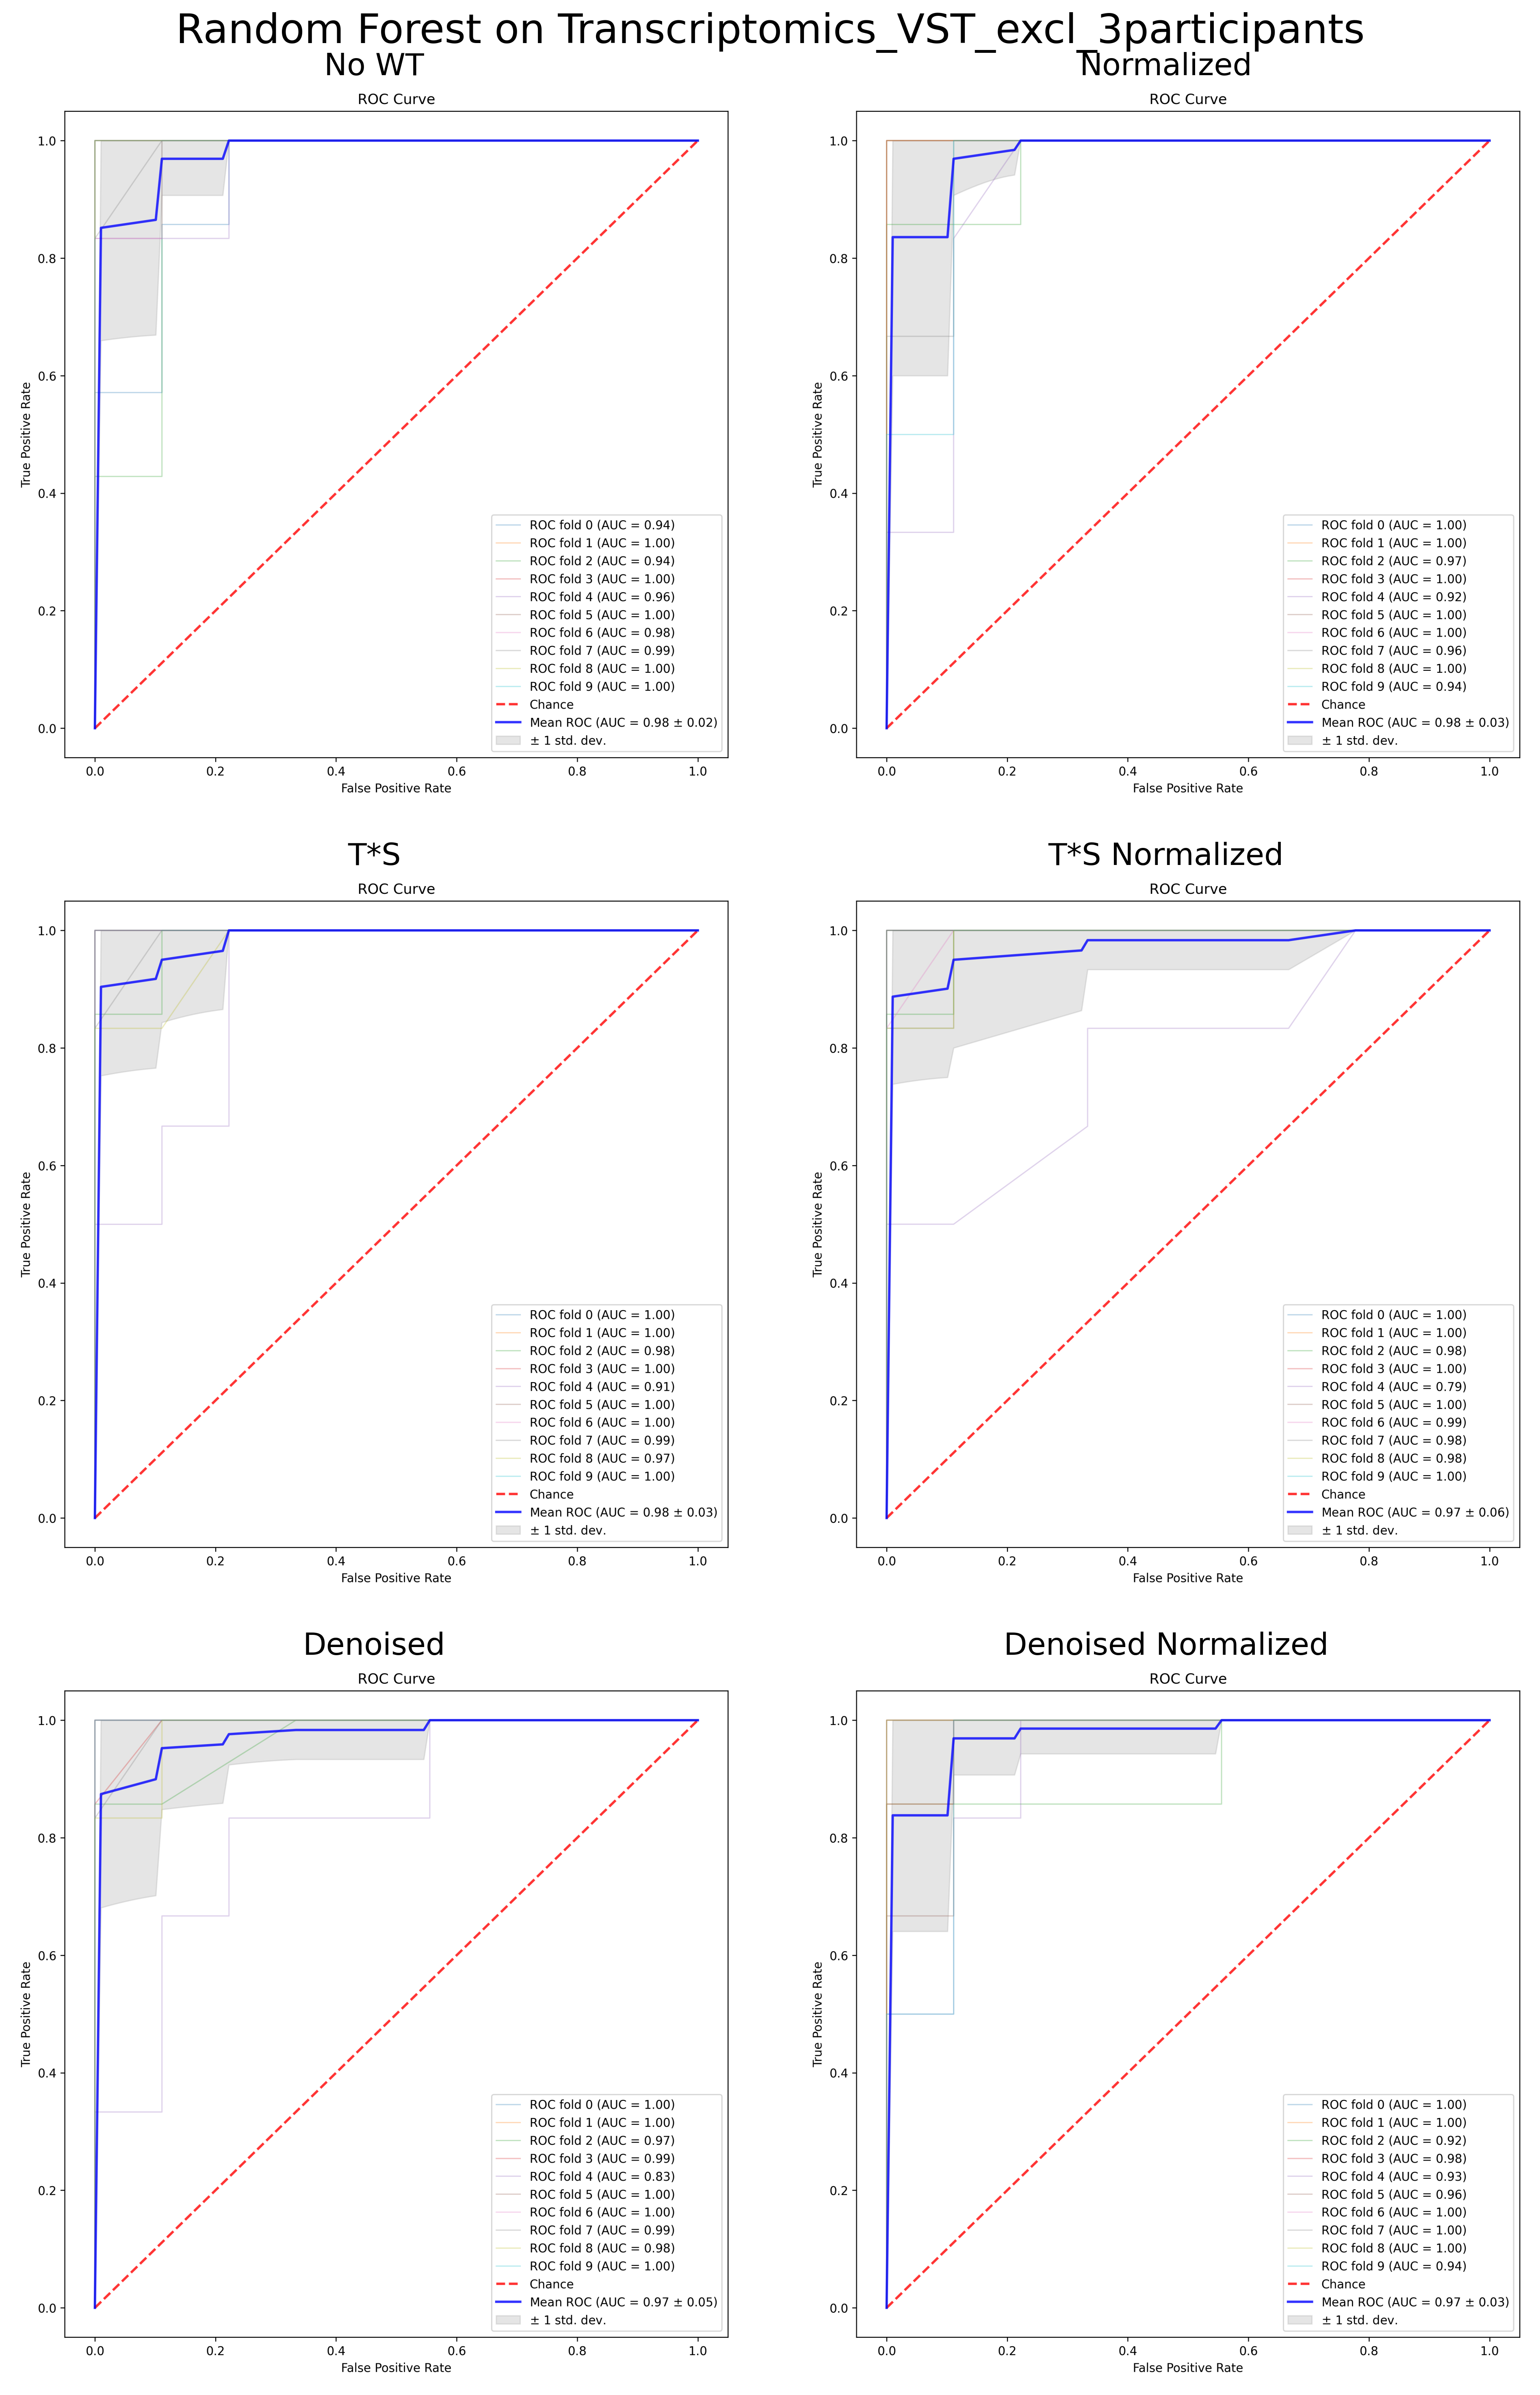 Random Forest on Transcriptomics_VST_excl_3participants
No WT
ROC Curve
1.0
0.8
0.6
0.4
0.2
0.0
True Positive Rate
0.0 0.2 0.4 0.6 0.8 1.0
False Positive Rate
ROC fold 0 (AUC = 0.94)
ROC fold 1 (AUC = 1.00)
ROC fold 2 (AUC = 0.94)
ROC fold 3 (AUC = 1.00)
ROC fold 4 (AUC = 0.96)
ROC fold 5 (AUC = 1.00)
ROC fold 6 (AUC = 0.98)
ROC fold 7 (AUC = 0.99)
ROC fold 8 (AUC = 1.00)
ROC fold 9 (AUC = 1.00)
Chance
Mean ROC (AUC = 0.98 ± 0.02)
± 1 std. dev.
Normalized
ROC Curve
1.0
0.8
0.6
0.4
0.2
0.0
True Positive Rate
0.0 0.2 0.4 0.6 0.8 1.0
False Positive Rate
ROC fold 0 (AUC = 1.00)
ROC fold 1 (AUC = 1.00)
ROC fold 2 (AUC = 0.97)
ROC fold 3 (AUC = 1.00)
ROC fold 4 (AUC = 0.92)
ROC fold 5 (AUC = 1.00)
ROC fold 6 (AUC = 1.00)
ROC fold 7 (AUC = 0.96)
ROC fold 8 (AUC = 1.00)
ROC fold 9 (AUC = 0.94)
Chance
Mean ROC (AUC = 0.98 ± 0.03)
± 1 std. dev.
T*S
ROC Curve
1.0
0.8
0.6
0.4
0.2
0.0
True Positive Rate
0.0 0.2 0.4 0.6 0.8 1.0
False Positive Rate
ROC fold 0 (AUC = 1.00)
ROC fold 1 (AUC = 1.00)
ROC fold 2 (AUC = 0.98)
ROC fold 3 (AUC = 1.00)
ROC fold 4 (AUC = 0.91)
ROC fold 5 (AUC = 1.00)
ROC fold 6 (AUC = 1.00)
ROC fold 7 (AUC = 0.99)
ROC fold 8 (AUC = 0.97)
ROC fold 9 (AUC = 1.00)
Chance
Mean ROC (AUC = 0.98 ± 0.03)
± 1 std. dev.
T*S Normalized
ROC Curve
1.0
0.8
0.6
0.4
0.2
0.0
True Positive Rate
0.0 0.2 0.4 0.6 0.8 1.0
False Positive Rate
ROC fold 0 (AUC = 1.00)
ROC fold 1 (AUC = 1.00)
ROC fold 2 (AUC = 0.98)
ROC fold 3 (AUC = 1.00)
ROC fold 4 (AUC = 0.79)
ROC fold 5 (AUC = 1.00)
ROC fold 6 (AUC = 0.99)
ROC fold 7 (AUC = 0.98)
ROC fold 8 (AUC = 0.98)
ROC fold 9 (AUC = 1.00)
Chance
Mean ROC (AUC = 0.97 ± 0.06)
± 1 std. dev.
Denoised
ROC Curve
1.0
0.8
0.6
0.4
0.2
0.0
True Positive Rate
0.0 0.2 0.4 0.6 0.8 1.0
False Positive Rate
ROC fold 0 (AUC = 1.00)
ROC fold 1 (AUC = 1.00)
ROC fold 2 (AUC = 0.97)
ROC fold 3 (AUC = 0.99)
ROC fold 4 (AUC = 0.83)
ROC fold 5 (AUC = 1.00)
ROC fold 6 (AUC = 1.00)
ROC fold 7 (AUC = 0.99)
ROC fold 8 (AUC = 0.98)
ROC fold 9 (AUC = 1.00)
Chance
Mean ROC (AUC = 0.97 ± 0.05)
± 1 std. dev.
Denoised Normalized
ROC Curve
1.0
0.8
0.6
0.4
0.2
0.0
True Positive Rate
0.0 0.2 0.4 0.6 0.8 1.0
False Positive Rate
ROC fold 0 (AUC = 1.00)
ROC fold 1 (AUC = 1.00)
ROC fold 2 (AUC = 0.92)
ROC fold 3 (AUC = 0.98)
ROC fold 4 (AUC = 0.93)
ROC fold 5 (AUC = 0.96)
ROC fold 6 (AUC = 1.00)
ROC fold 7 (AUC = 1.00)
ROC fold 8 (AUC = 1.00)
ROC fold 9 (AUC = 0.94)
Chance
Mean ROC (AUC = 0.97 ± 0.03)
± 1 std. dev.